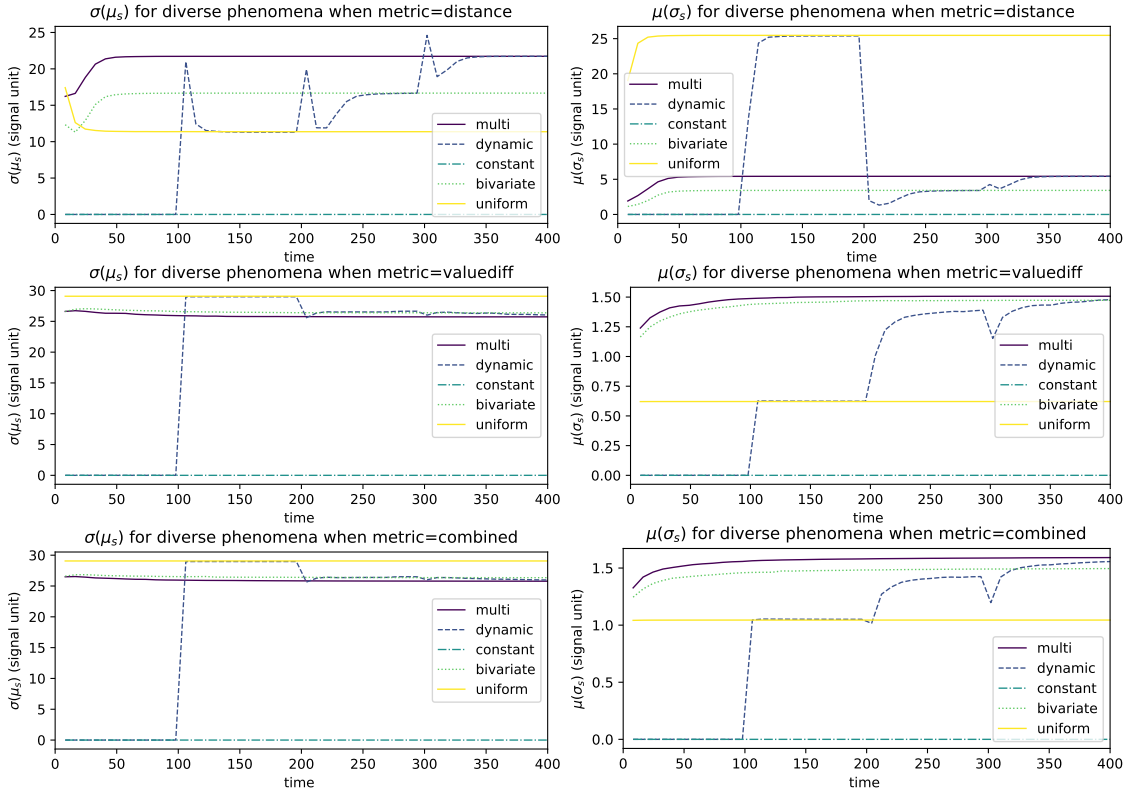 σ(μₛ) for diverse phenomena when metric=distance
σ(μₛ) (signal unit)
25
20
15
10
5
0
multi
dynamic
constant
bivariate
uniform
0 50 100 150 200 250 300 350 400
time
μ(σₛ) for diverse phenomena when metric=distance
μ(σₛ) (signal unit)
25
20
15
10
5
0
multi
dynamic
constant
bivariate
uniform
0 50 100 150 200 250 300 350 400
time
σ(μₛ) for diverse phenomena when metric=valuediff
σ(μₛ) (signal unit)
30
25
20
15
10
5
0
multi
dynamic
constant
bivariate
uniform
0 50 100 150 200 250 300 350 400
time
μ(σₛ) for diverse phenomena when metric=valuediff
μ(σₛ) (signal unit)
1.50
1.25
1.00
0.75
0.50
0.25
0.00
multi
dynamic
constant
bivariate
uniform
0 50 100 150 200 250 300 350 400
time
σ(μₛ) for diverse phenomena when metric=combined
σ(μₛ) (signal unit)
30
25
20
15
10
5
0
multi
dynamic
constant
bivariate
uniform
0 50 100 150 200 250 300 350 400
time
μ(σₛ) for diverse phenomena when metric=combined
μ(σₛ) (signal unit)
1.5
1.0
0.5
0.0
multi
dynamic
constant
bivariate
uniform
0 50 100 150 200 250 300 350 400
time